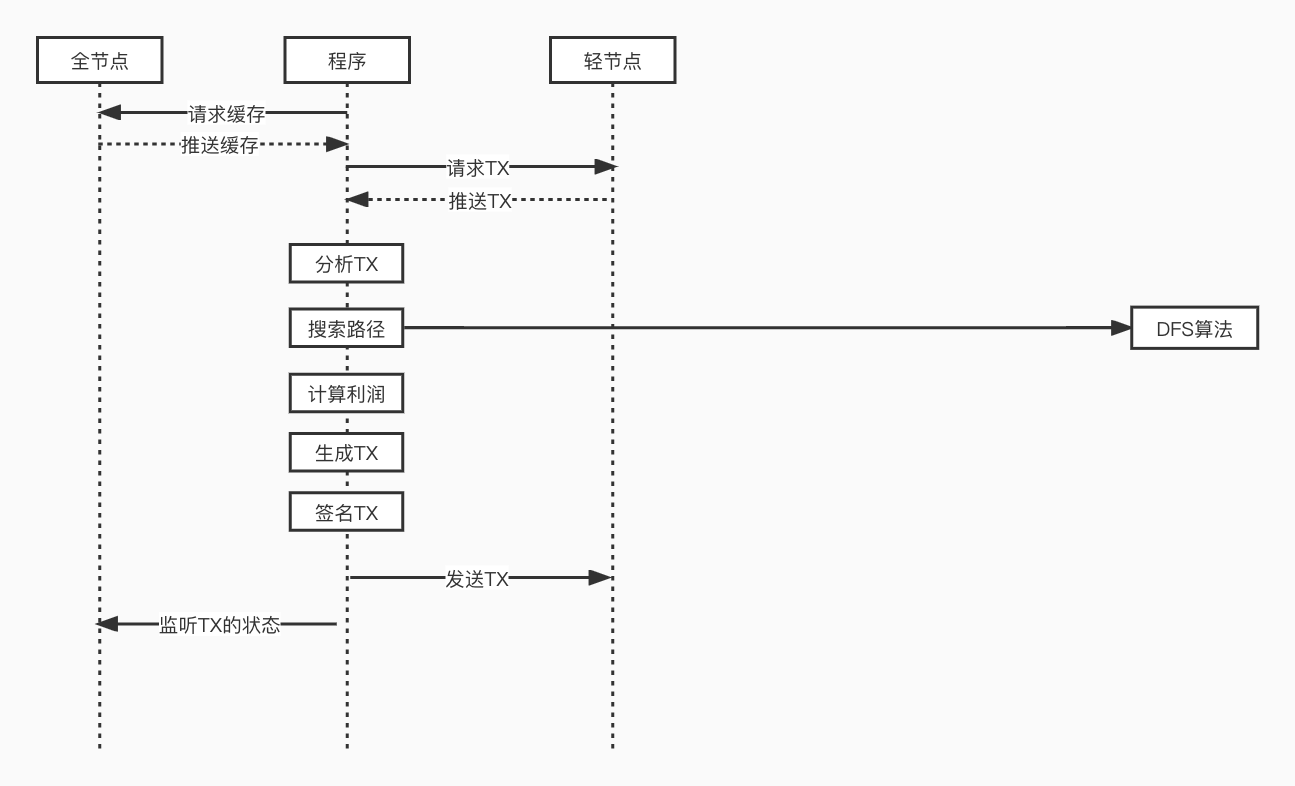 全节点
程序
轻节点
请求缓存
推送缓存
请求TX
推送TX
分析TX
搜索路径
DFS算法
计算利润
生成TX
签名TX
发送TX
监听TX的状态